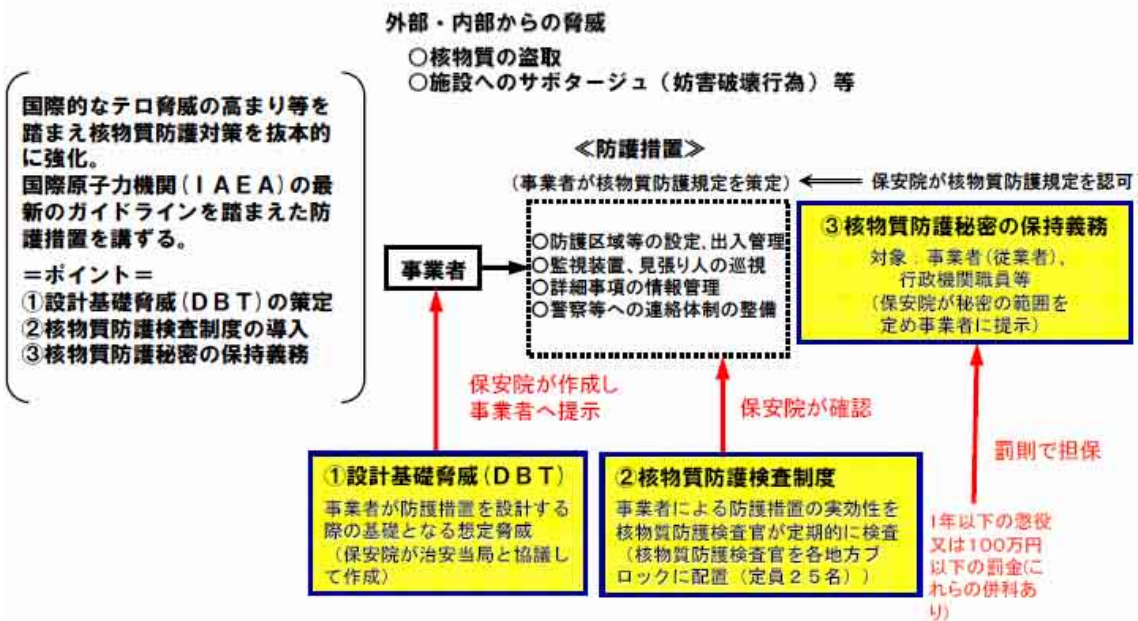 外部・内部からの脅威
○核物質の盗取
○施設へのサボタージュ（妨害破壊行為）等
国際的なテロ脅威の高まり等を
踏まえ核物質防護対策を抜本的
に強化。
国際原子力機関(ＩＡＥＡ)の最
新のガイドラインを踏まえた防
護措置を講ずる。
＝ポイント＝
①設計基礎脅威(ＤＢＴ)の策定
②核物質防護検査制度の導入
③核物質防護秘密の保持義務
≪防護措置≫
(事業者が核物質防護規定を策定)
保安院が核物質防護規定を認可
事業者
○防護区域等の設定、出入管理
○監視装置、見張り人の巡視
○詳細事項の情報管理
○警察等への連絡体制の整備
③核物質防護秘密の保持義務
対象：事業者(従業者)、
行政機関職員等
(保安院が秘密の範囲を
定め事業者に提示)
保安院が作成し
事業者へ提示
保安院が確認
罰則で担保
①設計基礎脅威(ＤＢＴ)
事業者が防護措置を設計する
際の基礎となる想定脅威
（保安院が治安当局と協議し
て作成）
②核物質防護検査制度
事業者による防護措置の実効性を
核物質防護検査官が定期的に検査
（核物質防護検査官を各地方ブ
ロックに配置（定員２５名））
1年以下の懲役
又は100万円
以下の罰金(こ
れらの併科あ
り)